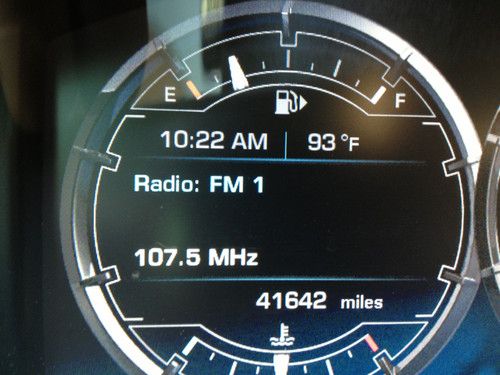 E F
10:22 AM 93 °F
Radio: FM 1
107.5 MHz
41642 miles